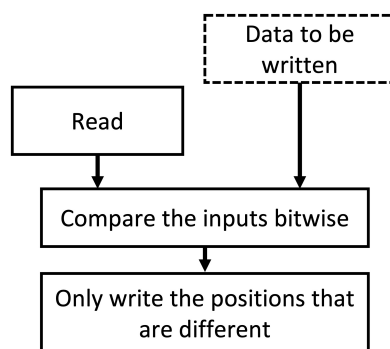 Data to be
written
Read
Compare the inputs bitwise
Only write the positions that
are different